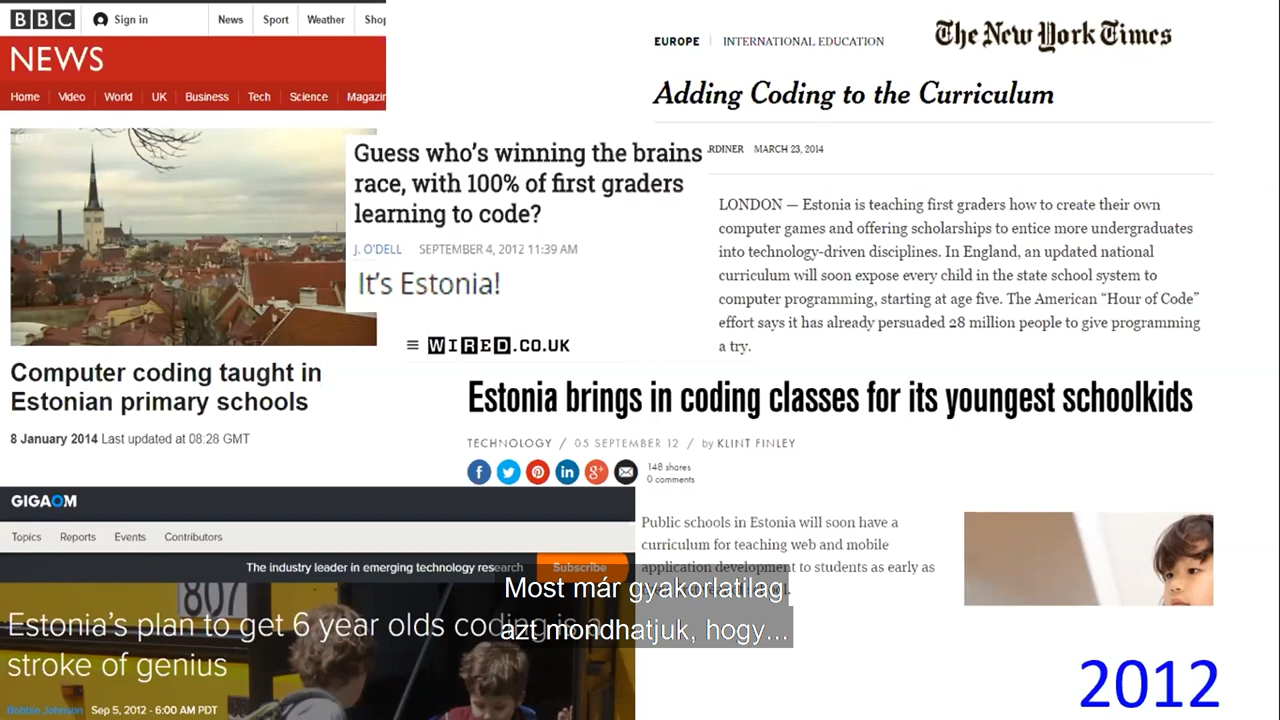 BBC Sign in News Sport Weather Shop
NEWS
Home Video World UK Business Tech Science Magazin
Computer coding taught in
Estonian primary schools
8 January 2014 Last updated at 08:28 GMT
Guess who's winning the brains
race, with 100% of first graders
learning to code?
J. O'DELL SEPTEMBER 4, 2012 11:39 AM
It's Estonia!
The New York Times
EUROPE INTERNATIONAL EDUCATION
Adding Coding to the Curriculum
RDINER MARCH 23, 2014
LONDON — Estonia is teaching first graders how to create their own
computer games and offering scholarships to entice more undergraduates
into technology-driven disciplines. In England, an updated national
curriculum will soon expose every child in the state school system to
computer programming, starting at age five. The American “Hour of Code”
effort says it has already persuaded 28 million people to give programming
a try.
WIRED.CO.UK
Estonia brings in coding classes for its youngest schoolkids
TECHNOLOGY / 05 SEPTEMBER 12 / by KLINT FINLEY
148 shares
0 comments
Public schools in Estonia will soon have a
curriculum for teaching web and mobile
application development to students as early as
GIGAOM
Topics Reports Events Contributors
The industry leader in emerging technology research Subscribe
807
Estonia's plan to get 6 year olds coding is a
stroke of genius
Bobbie Johnson Sep 5, 2012 - 6:00 AM PDT
Most már gyakorlatilag
azt mondhatjuk, hogy...
2012